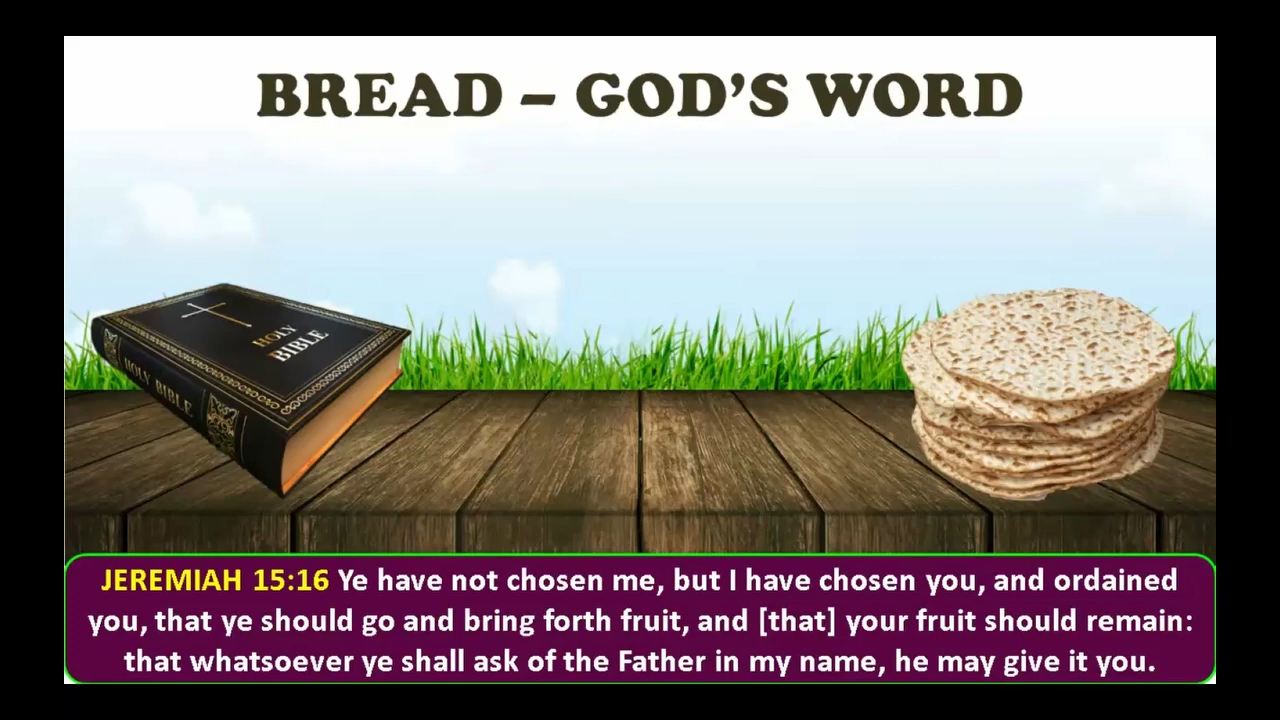 BREAD – GOD'S WORD
HOLY
BIBLE
HOLY BIBLE
JEREMIAH 15:16 Ye have not chosen me, but I have chosen you, and ordained
you, that ye should go and bring forth fruit, and [that] your fruit should remain:
that whatsoever ye shall ask of the Father in my name, he may give it you.